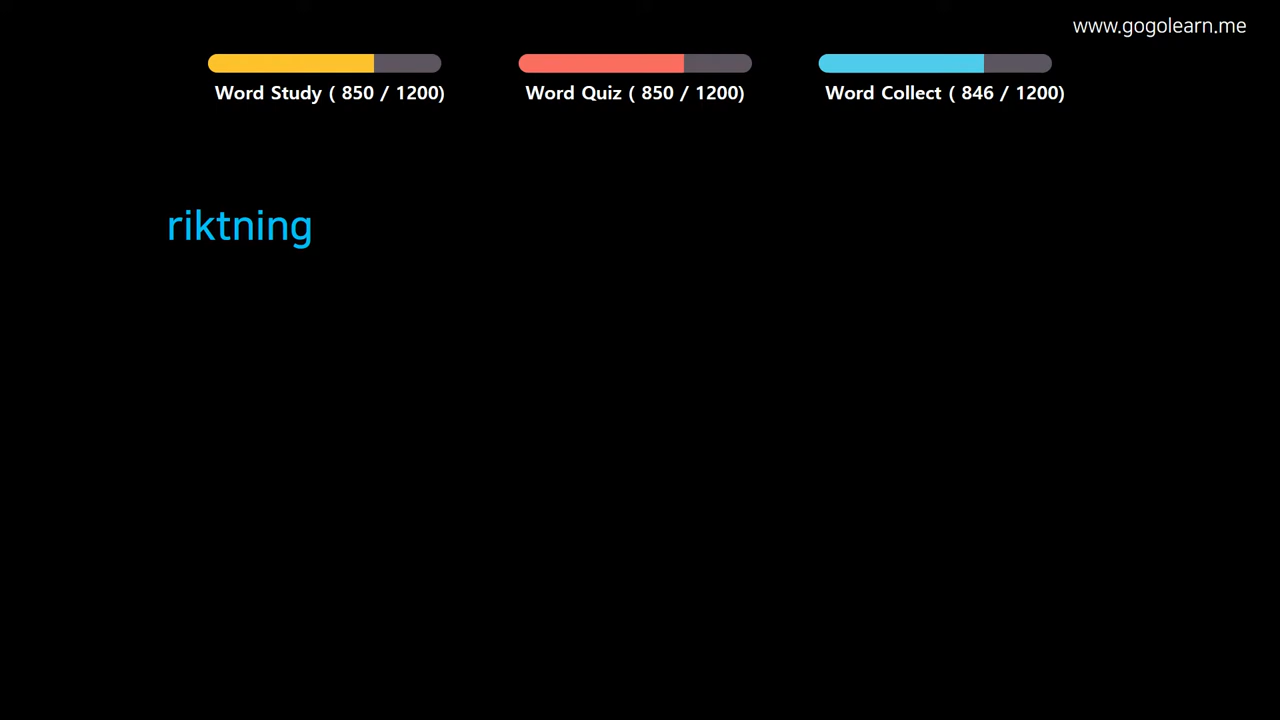 www.gogolearn.me
Word Study ( 850 / 1200)
Word Quiz ( 850 / 1200)
Word Collect ( 846 / 1200)
riktning